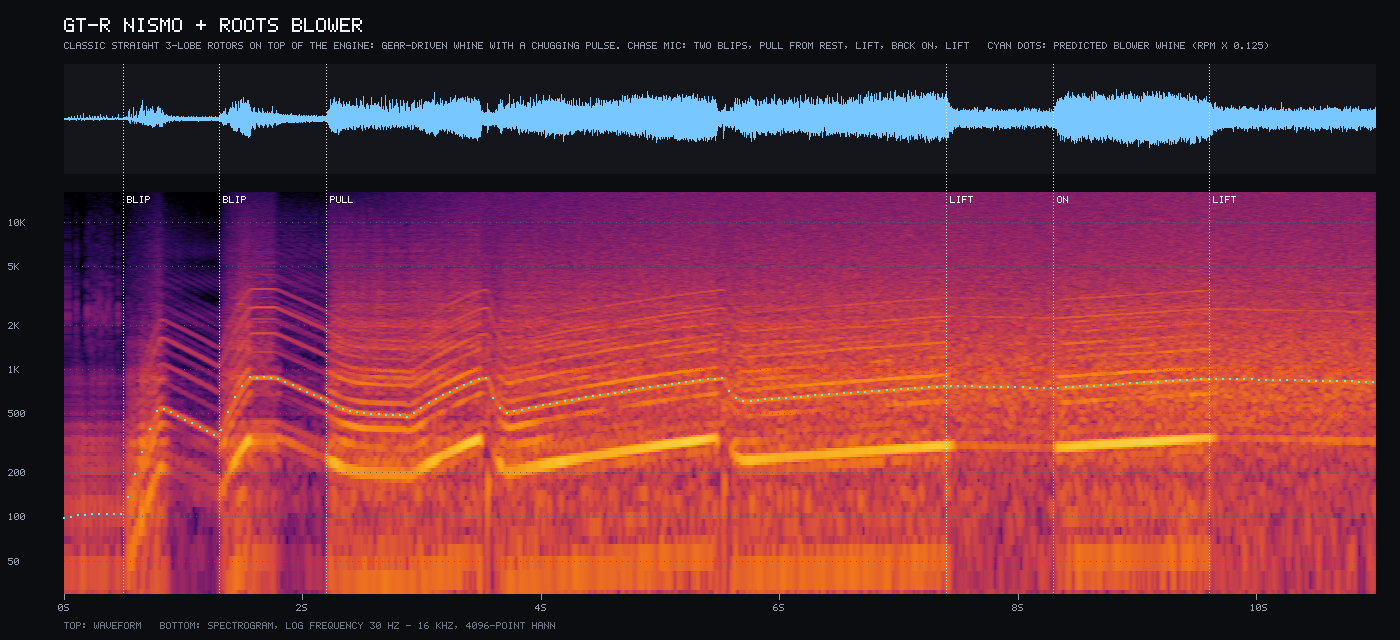 GT-R NISMO + ROOTS BLOWER
CLASSIC STRAIGHT 3-LOBE ROTORS ON TOP OF THE ENGINE: GEAR-DRIVEN WHINE WITH A CHUGGING PULSE. CHASE MIC: TWO BLIPS, PULL FROM REST, LIFT, BACK ON, LIFT   CYAN DOTS: PREDICTED BLOWER WHINE (RPM X 0.125)
BLIP BLIP PULL LIFT ON LIFT
10K
5K
2K
1K
500
200
100
50
0S 2S 4S 6S 8S 10S
TOP: WAVEFORM   BOTTOM: SPECTROGRAM, LOG FREQUENCY 30 HZ - 16 KHZ, 4096-POINT HANN